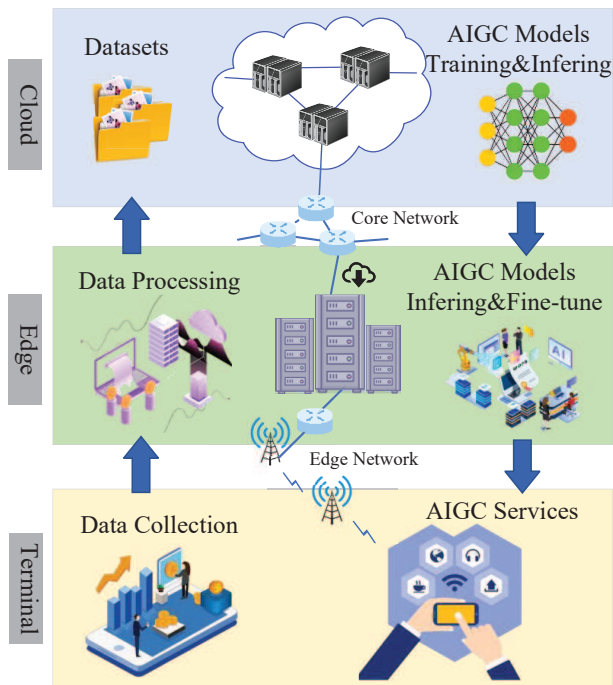 Cloud
Datasets
AIGC Models
Training&Infering
Core Network
Edge
Data Processing
AIGC Models
Infering&Fine-tune
AI
Edge Network
Terminal
Data Collection
AIGC Services